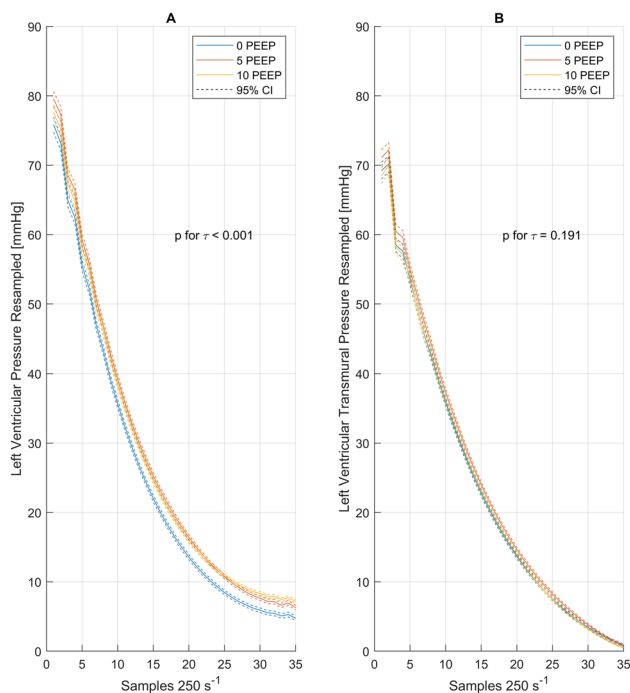 A
90
80
70
60
50
40
30
20
10
0
Left Ventricular Pressure Resampled [mmHg]
0 PEEP
5 PEEP
10 PEEP
95% CI
p for τ < 0.001
0 5 10 15 20 25 30 35
Samples 250 s⁻¹
B
90
80
70
60
50
40
30
20
10
0
Left Ventricular Transmural Pressure Resampled [mmHg]
0 PEEP
5 PEEP
10 PEEP
95% CI
p for τ = 0.191
0 5 10 15 20 25 30 35
Samples 250 s⁻¹